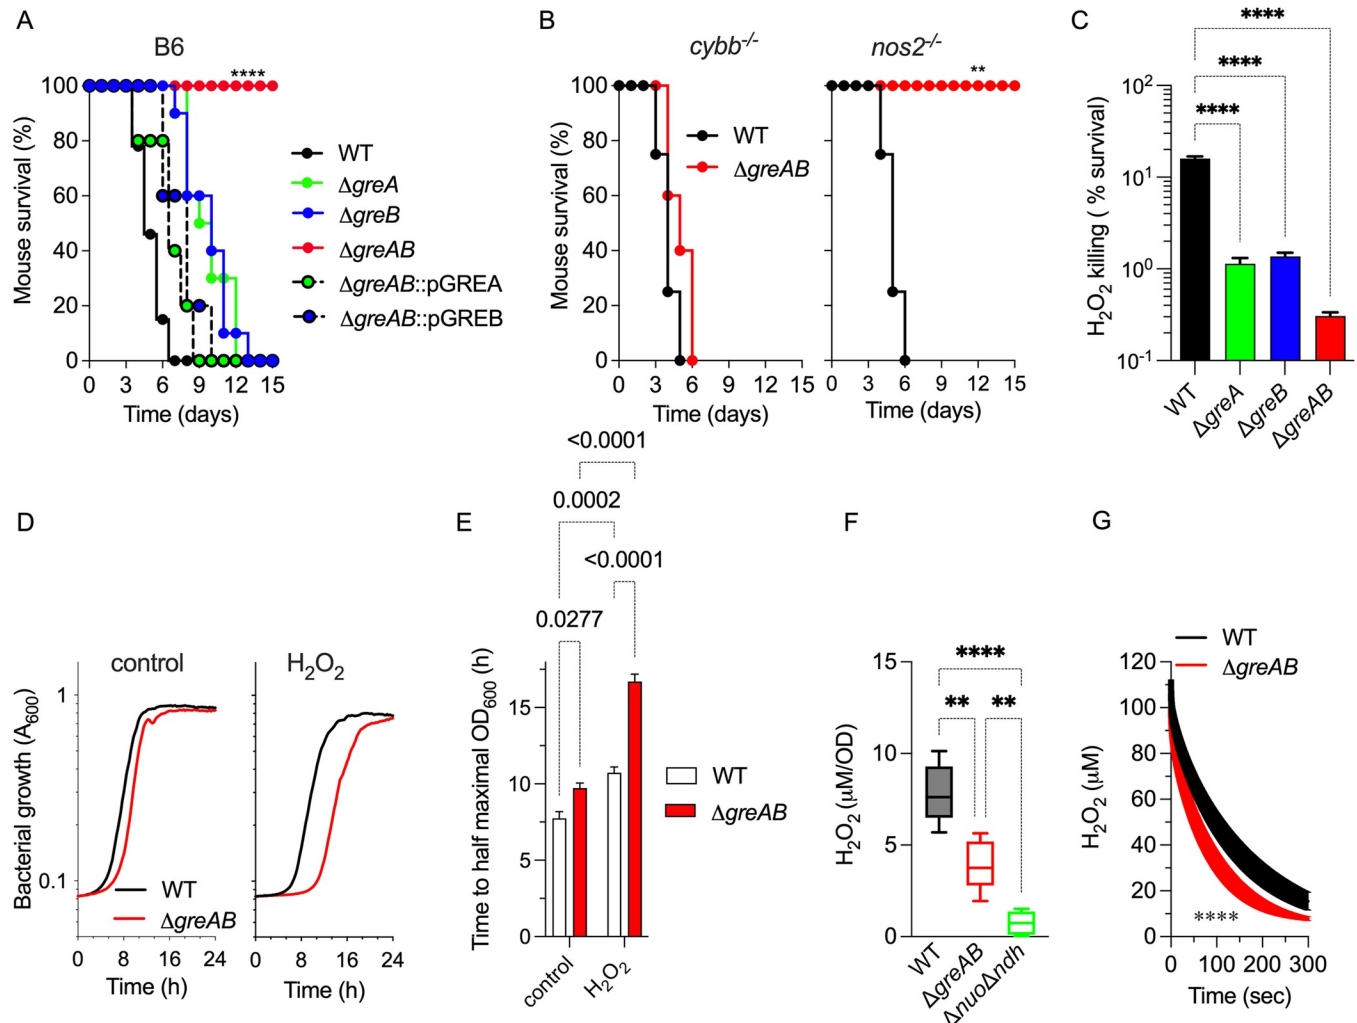 A
B6
Mouse survival (%)
100
80
60
40
20
0
****
0 3 6 9 12 15
Time (days)
WT
ΔgreA
ΔgreB
ΔgreAB
ΔgreAB::pGREA
ΔgreAB::pGREB
B
cybb-/-
nos2-/-
Mouse survival (%)
100
80
60
40
20
0
WT
ΔgreAB
**
0 3 6 9 12 15
0 3 6 9 12 15
Time (days)
Time (days)
C
****
****
****
H2O2 killing ( % survival)
10²
10¹
10⁰
10-1
WT
ΔgreA
ΔgreB
ΔgreAB
D
control
H2O2
Bacterial growth (A600)
1
0.1
WT
ΔgreAB
0 8 16 24
0 8 16 24
Time (h)
Time (h)
E
<0.0001
0.0002
<0.0001
0.0277
Time to half maximal OD600 (h)
15
10
5
0
control
H2O2
WT
ΔgreAB
F
****
** **
H2O2 (μM/OD)
15
10
5
0
WT
ΔgreAB
ΔnuoΔndh
G
WT
ΔgreAB
H2O2 (μM)
120
100
80
60
40
20
0
****
0 100 200 300
Time (sec)